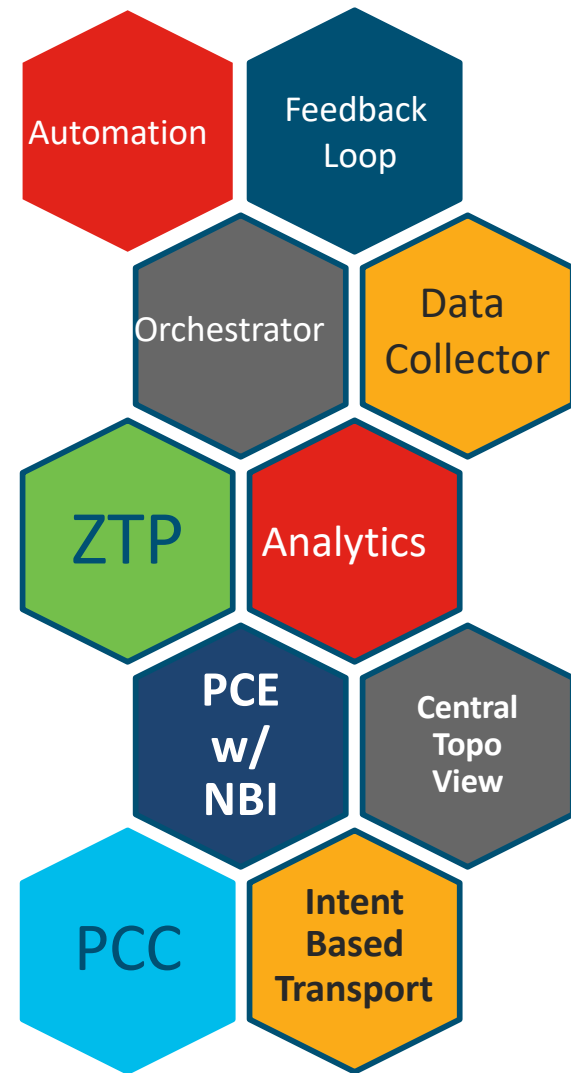 Automation
Feedback
Loop
Orchestrator
Data
Collector
ZTP
Analytics
PCE
w/
NBI
Central
Topo
View
PCC
Intent
Based
Transport